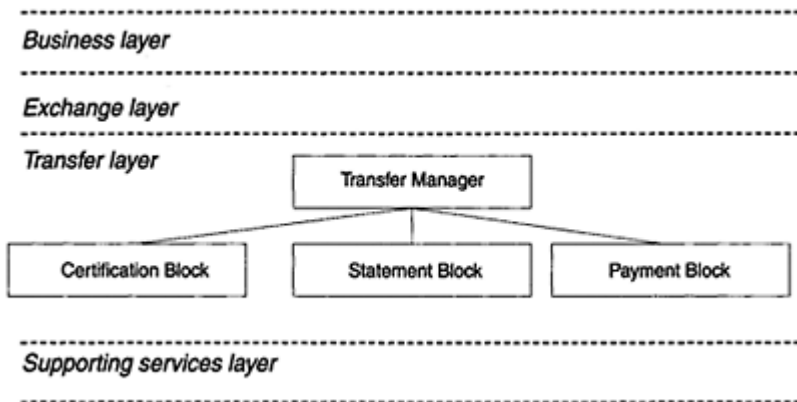 Business layer
Exchange layer
Transfer layer
Transfer Manager
Certification Block
Statement Block
Payment Block
Supporting services layer